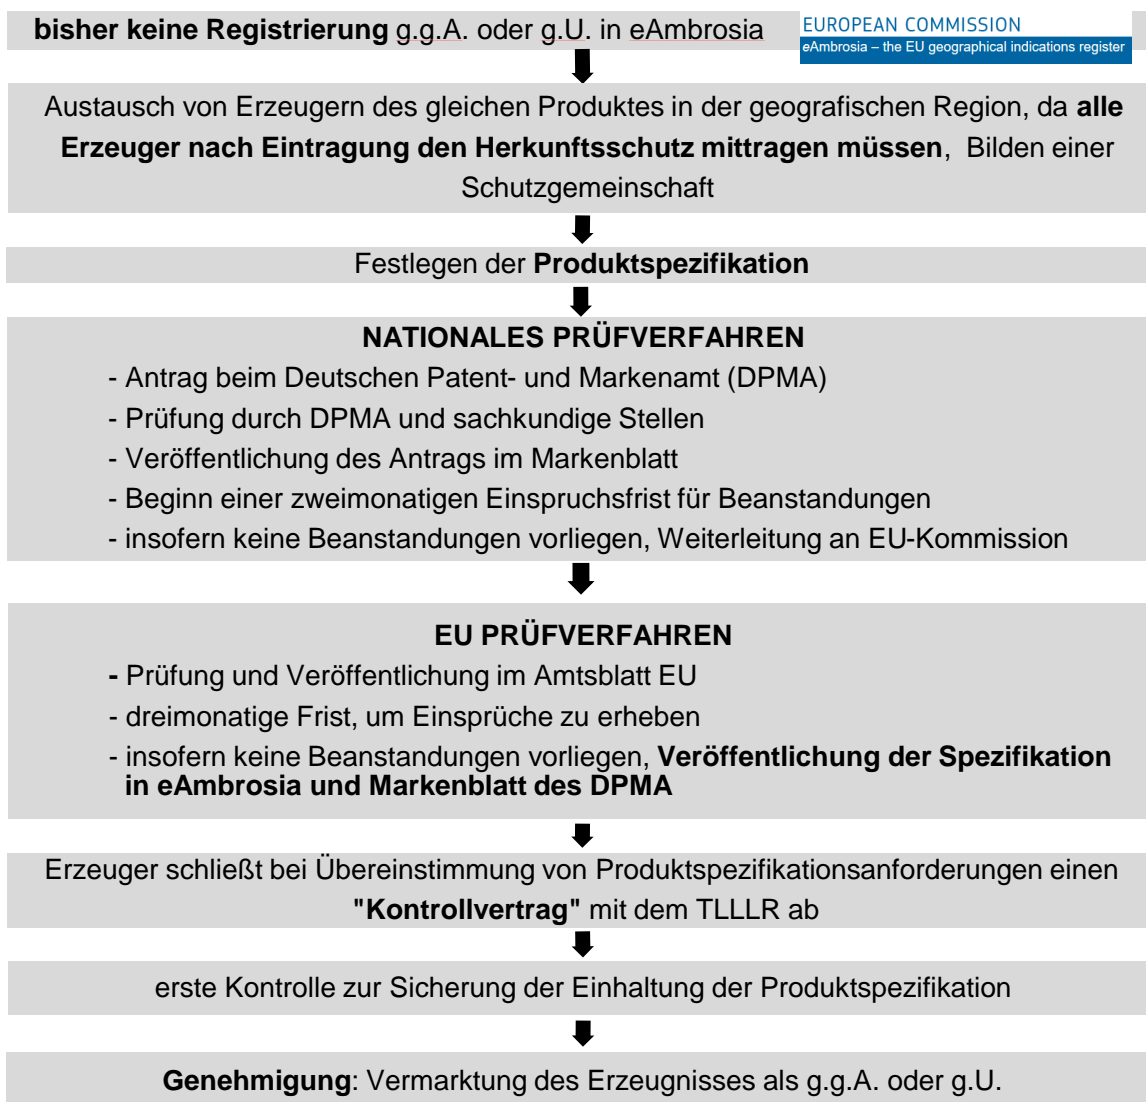 bisher keine Registrierung g.g.A. oder g.U. in eAmbrosia
EUROPEAN COMMISSION
eAmbrosia – the EU geographical indications register
Austausch von Erzeugern des gleichen Produktes in der geografischen Region, da alle
Erzeuger nach Eintragung den Herkunftsschutz mittragen müssen, Bilden einer
Schutzgemeinschaft
Festlegen der Produktspezifikation
NATIONALES PRÜFVERFAHREN
- Antrag beim Deutschen Patent- und Markenamt (DPMA)
- Prüfung durch DPMA und sachkundige Stellen
- Veröffentlichung des Antrags im Markenblatt
- Beginn einer zweimonatigen Einspruchsfrist für Beanstandungen
- insofern keine Beanstandungen vorliegen, Weiterleitung an EU-Kommission
EU PRÜFVERFAHREN
- Prüfung und Veröffentlichung im Amtsblatt EU
- dreimonatige Frist, um Einsprüche zu erheben
- insofern keine Beanstandungen vorliegen, Veröffentlichung der Spezifikation
in eAmbrosia und Markenblatt des DPMA
Erzeuger schließt bei Übereinstimmung von Produktspezifikationsanforderungen einen
"Kontrollvertrag" mit dem TLLLR ab
erste Kontrolle zur Sicherung der Einhaltung der Produktspezifikation
Genehmigung: Vermarktung des Erzeugnisses als g.g.A. oder g.U.